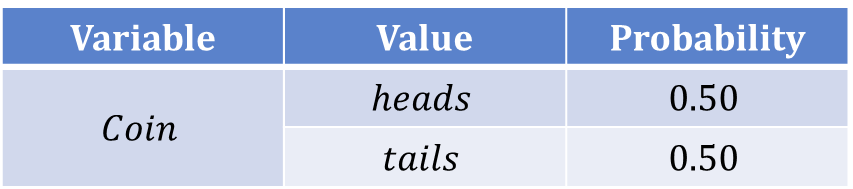 Variable Value Probability
Coin heads 0.50
tails 0.50